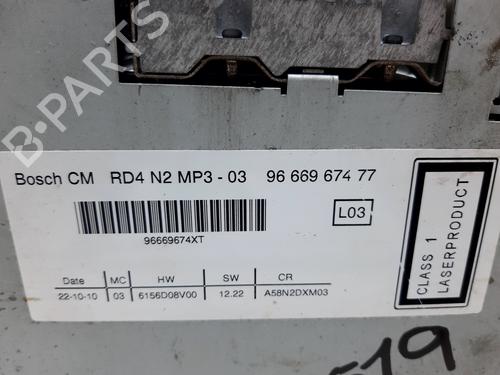 B-PARTS
Bosch CM RD4 N2 MP3 - 03 96 669 674 77
L03
96669674XT
Date MC HW SW CR
22-10-10 03 6156D08V00 12.22 A58N2DXM03
CLASS 1
LASERPRODUCT
519